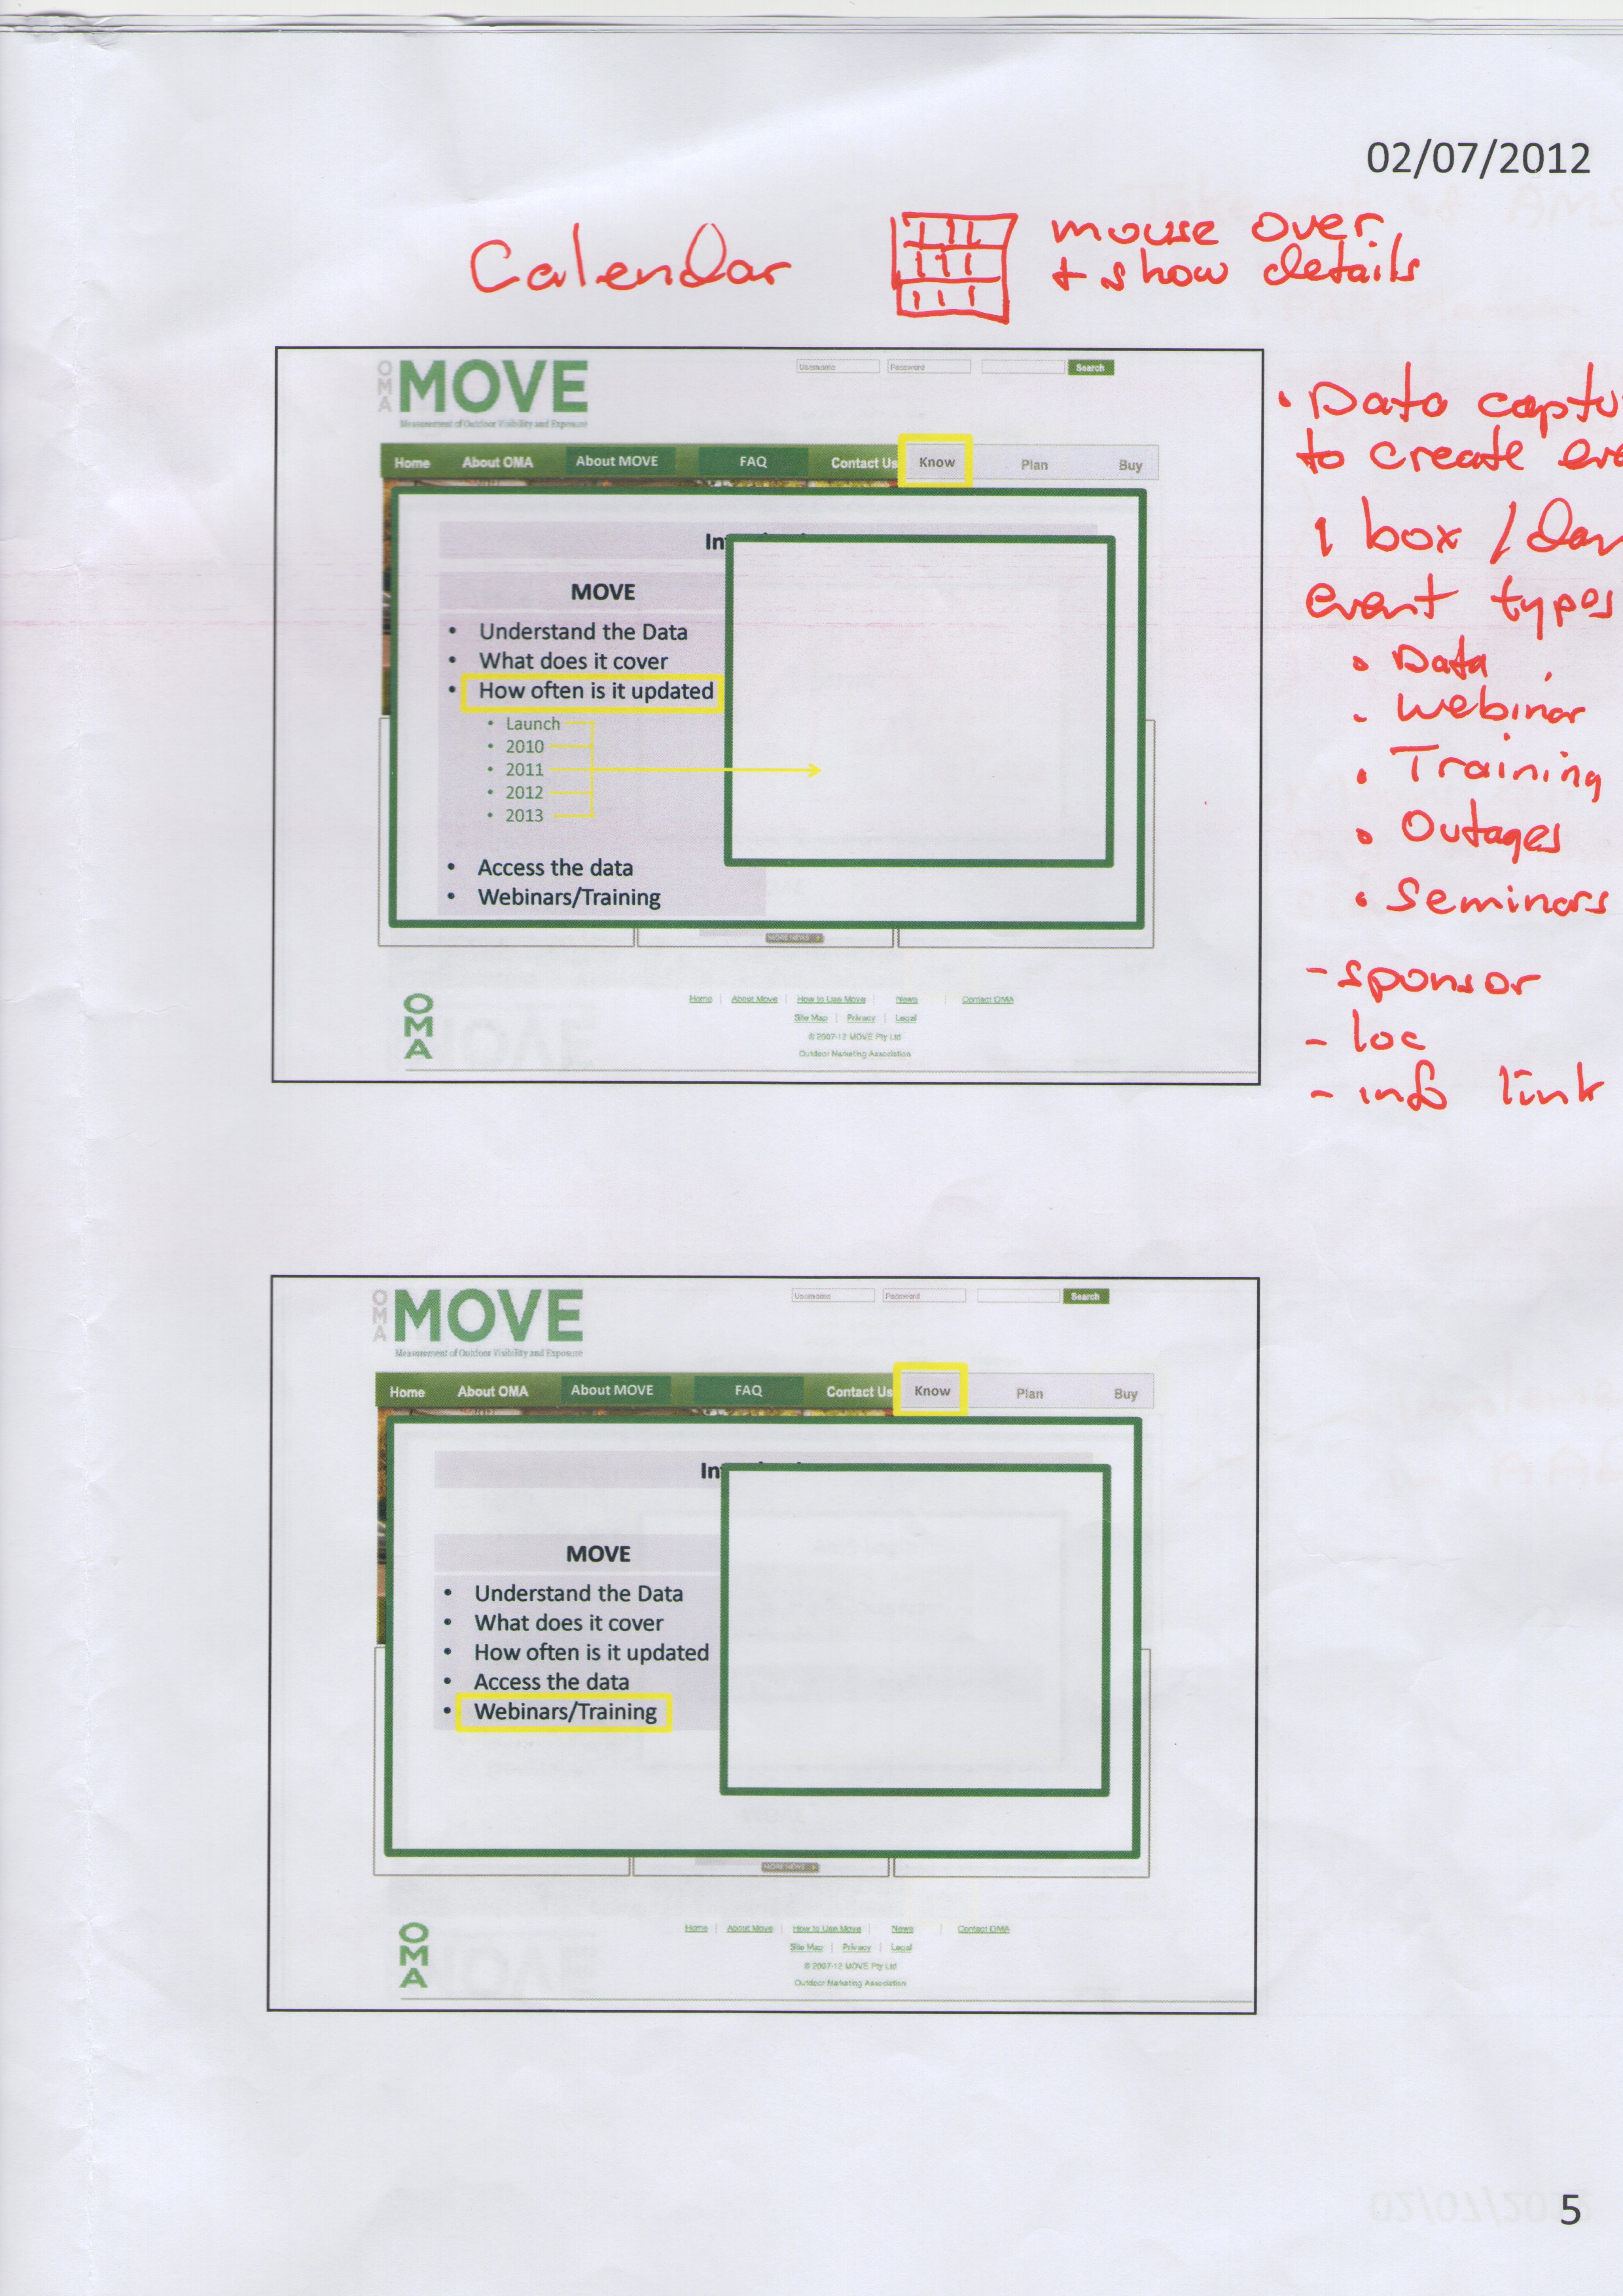 02/07/2012
Calendar
mouse over
+ show details
OMA
MOVE
Measurement of Outdoor Visibility and Exposure
Username Password Search
Home About OMA About MOVE FAQ Contact Us Know Plan Buy
MOVE
• Understand the Data
• What does it cover
• How often is it updated
• Launch
• 2010
• 2011
• 2012
• 2013
• Access the data
• Webinars/Training
MORE NEWS
OMA
Home | About Move | How to Use Move | News | Contact OMA
Site Map | Privacy | Legal
© 2007-12 MOVE Pty Ltd
Outdoor Marketing Association
• Data captu
to create eve
1 box /
event types
• Data
• Webinar
• Training
• Outages
• Seminars
- sponsor
- loc
- info link
OMA
MOVE
Measurement of Outdoor Visibility and Exposure
Username Password Search
Home About OMA About MOVE FAQ Contact Us Know Plan Buy
MOVE
• Understand the Data
• What does it cover
• How often is it updated
• Access the data
• Webinars/Training
MORE NEWS
OMA
Home | About Move | How to Use Move | News | Contact OMA
Site Map | Privacy | Legal
© 2007-12 MOVE Pty Ltd
Outdoor Marketing Association
5